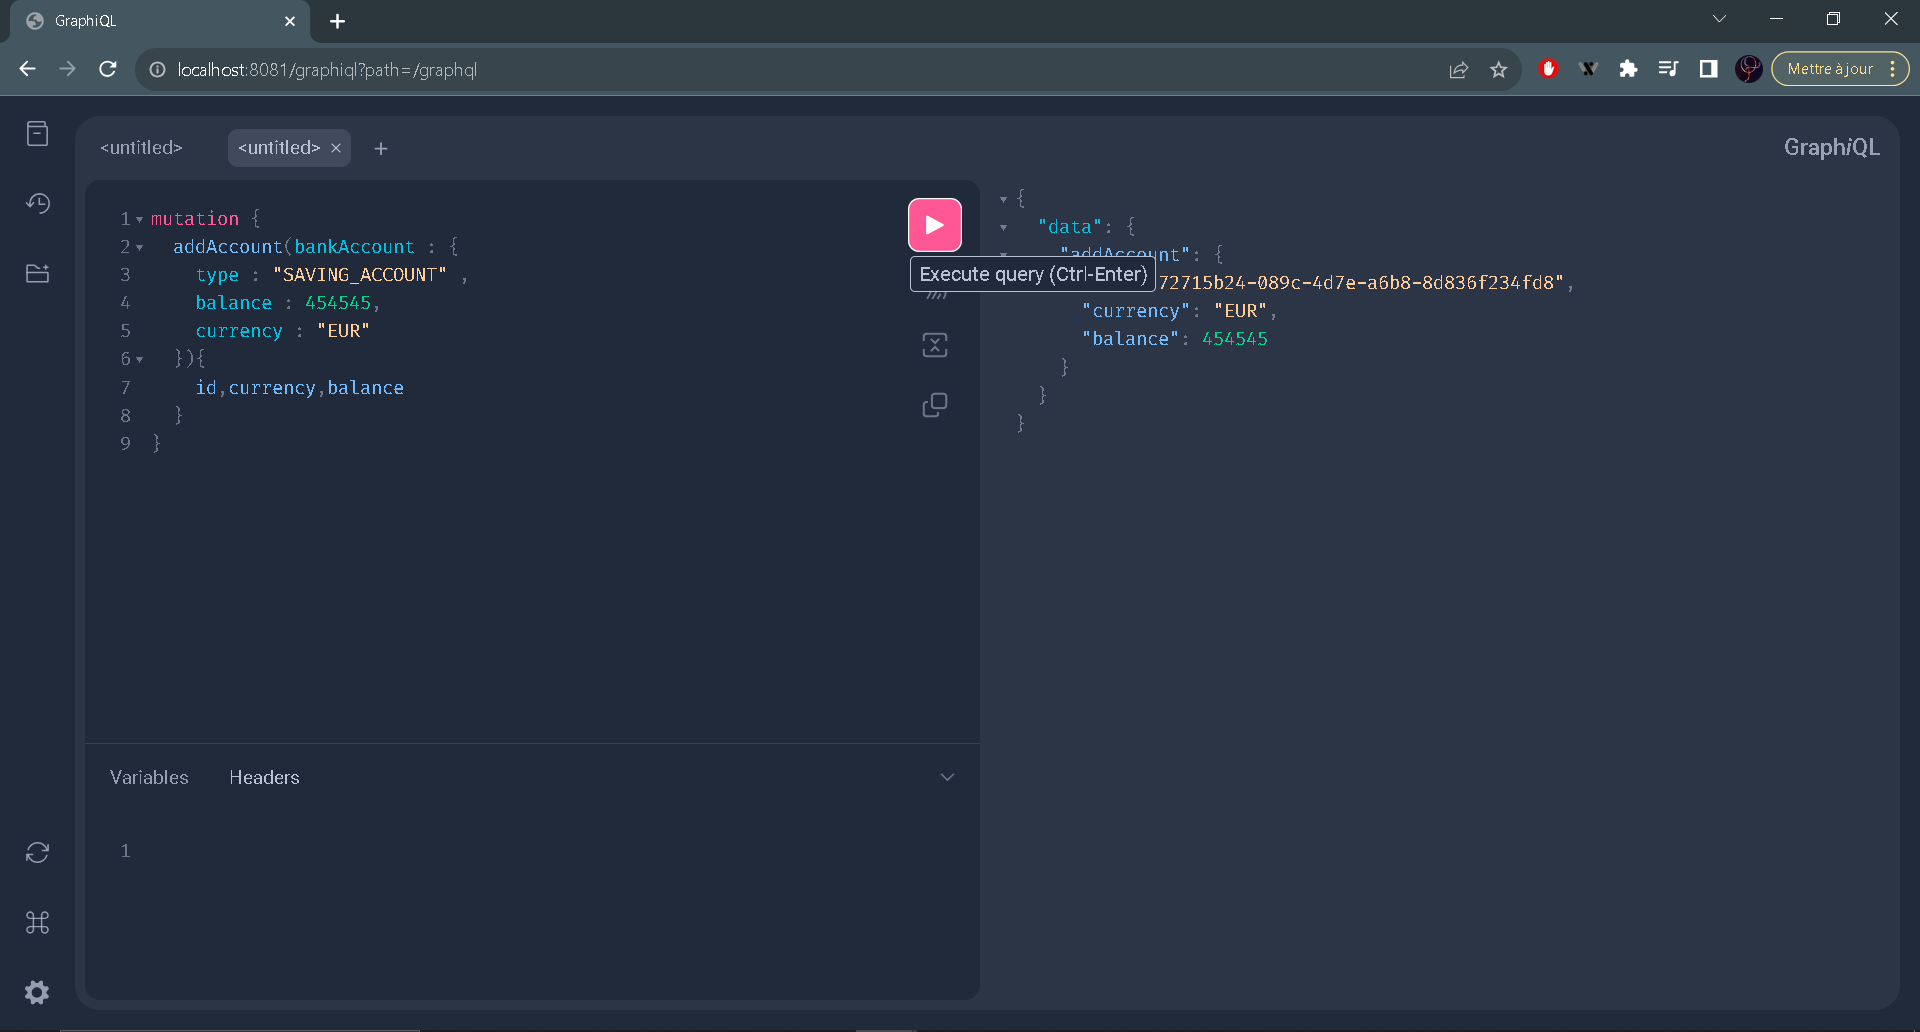 GraphiQL
localhost:8081/graphiql?path=/graphql
Mettre à jour
<untitled>
<untitled>
GraphiQL
1 mutation {
2 addAccount(bankAccount : {
3 type : "SAVING_ACCOUNT" ,
4 balance : 454545,
5 currency : "EUR"
6 }){
7 id,currency,balance
8 }
9 }
Execute query (Ctrl-Enter)
{
"data": {
"addAccount": {
72715b24-089c-4d7e-a6b8-8d836f234fd8",
"currency": "EUR",
"balance": 454545
}
}
}
Variables Headers
1